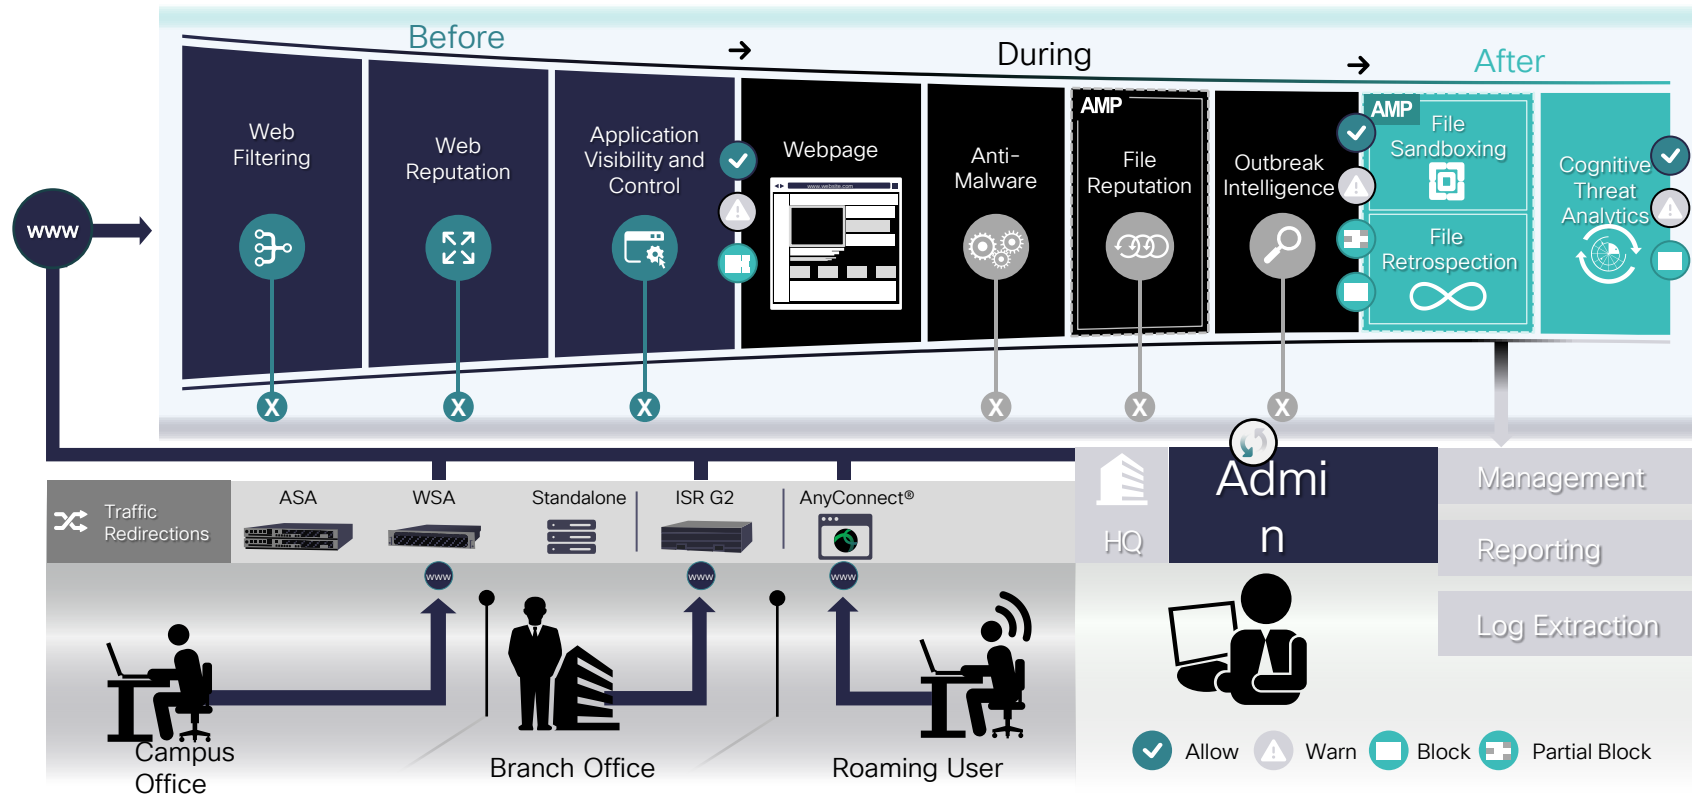 Before
During
After
Web
Filtering
Web
Reputation
Application
Visibility and
Control
Webpage
www.website.com
Anti-
Malware
AMP
File
Reputation
Outbreak
Intelligence
AMP
File
Sandboxing
File
Retrospection
Cognitive
Threat
Analytics
www
X
X
X
X
X
X
Traffic
Redirections
ASA
WSA
Standalone
ISR G2
AnyConnect®
HQ
Admi
n
Management
Reporting
Log Extraction
www
www
www
Campus
Office
Branch Office
Roaming User
Allow
Warn
Block
Partial Block